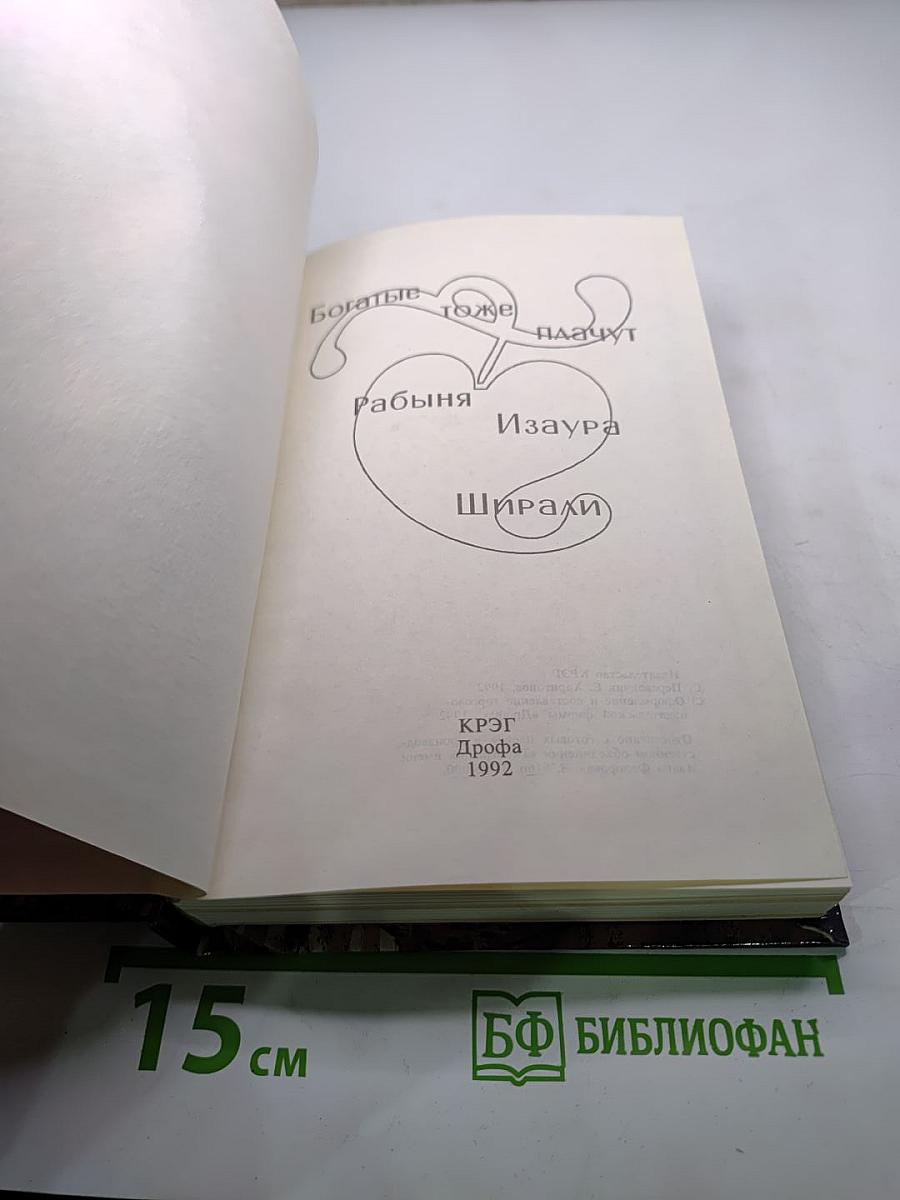 Богатые тоже плачут
Рабыня
Изаура
Ширали
КРЭГ
Дрофа
1992
15 см
БФ БИБЛИОФАН